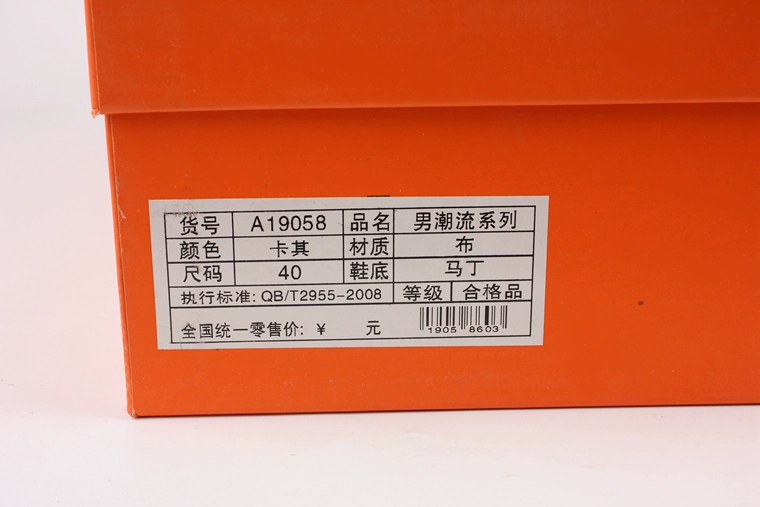 货号 A19058 品名 男潮流系列
颜色 卡其 材质 布
尺码 40 鞋底 马丁
执行标准: QB/T2955-2008 等级 合格品
全国统一零售价: ¥ 元
1905 8603